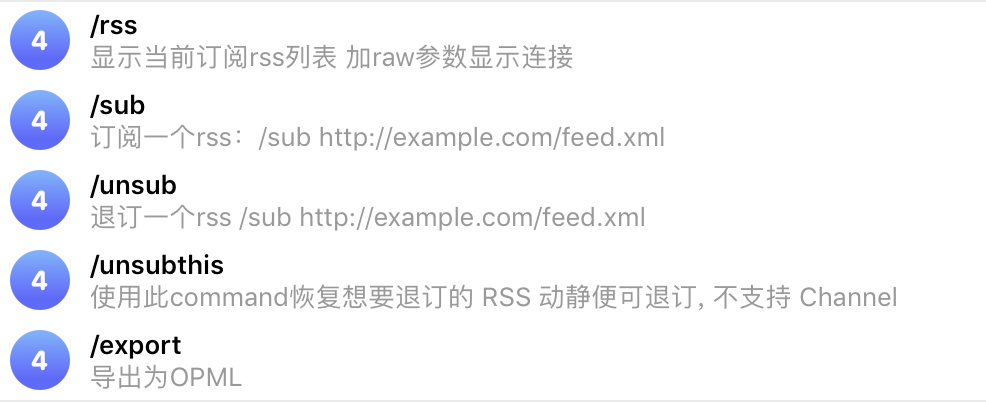 4
/rss
显示当前订阅rss列表 加raw参数显示连接
4
/sub
订阅一个rss：/sub http://example.com/feed.xml
4
/unsub
退订一个rss /sub http://example.com/feed.xml
4
/unsubthis
使用此command恢复想要退订的 RSS 动静便可退订, 不支持 Channel
4
/export
导出为OPML